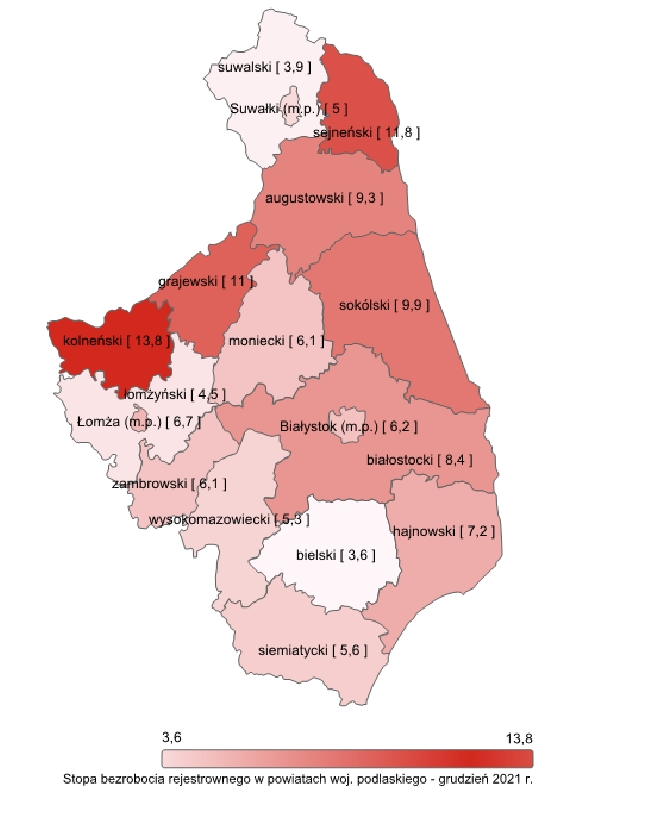 suwalski [ 3,9 ]
Suwałki (m.p.) [ 5 ]
sejneński [ 11,8 ]
augustowski [ 9,3 ]
grajewski [ 11 ]
sokólski [ 9,9 ]
kolneński [ 13,8 ]
moniecki [ 6,1 ]
łomżyński [ 4,5 ]
Łomża (m.p.) [ 6,7 ]
Białystok (m.p.) [ 6,2 ]
białostocki [ 8,4 ]
zambrowski [ 6,1 ]
wysokomazowiecki [ 5,3 ]
hajnowski [ 7,2 ]
bielski [ 3,6 ]
siemiatycki [ 5,6 ]
3,6 13,8
Stopa bezrobocia rejestrownego w powiatach woj. podlaskiego - grudzień 2021 r.